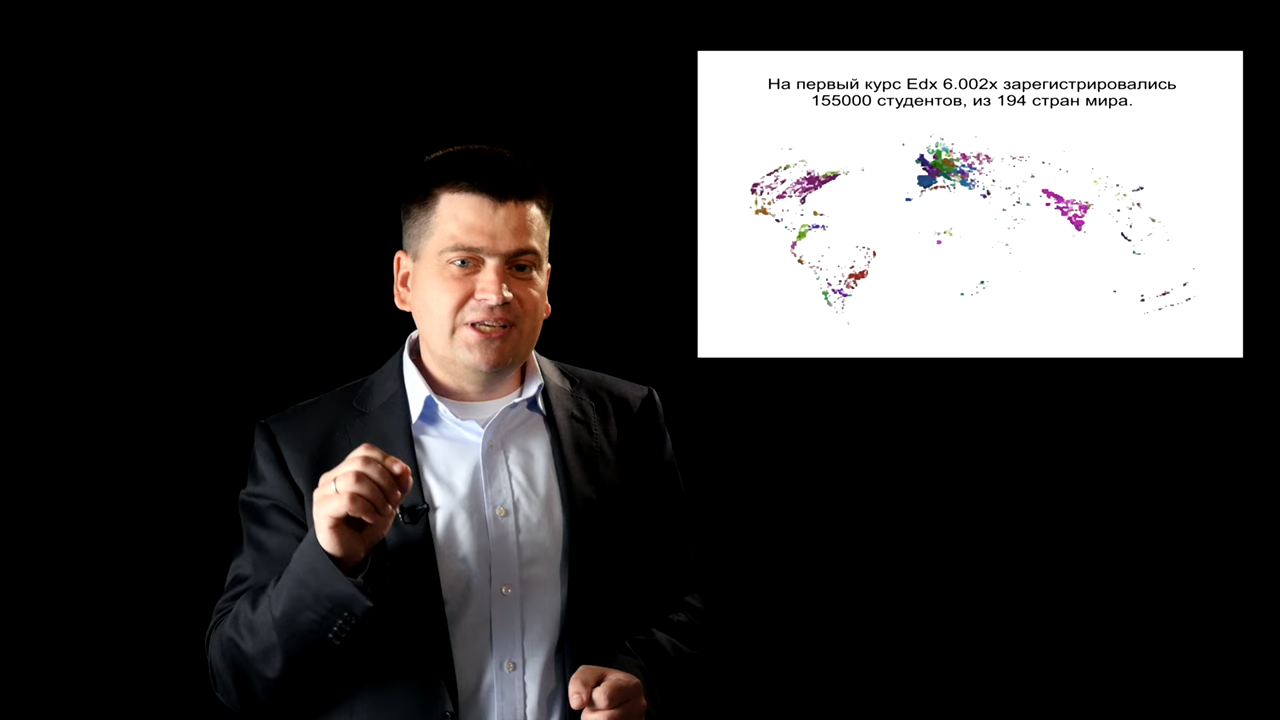 На первый курс Edx 6.002x зарегистрировались
155000 студентов, из 194 стран мира.